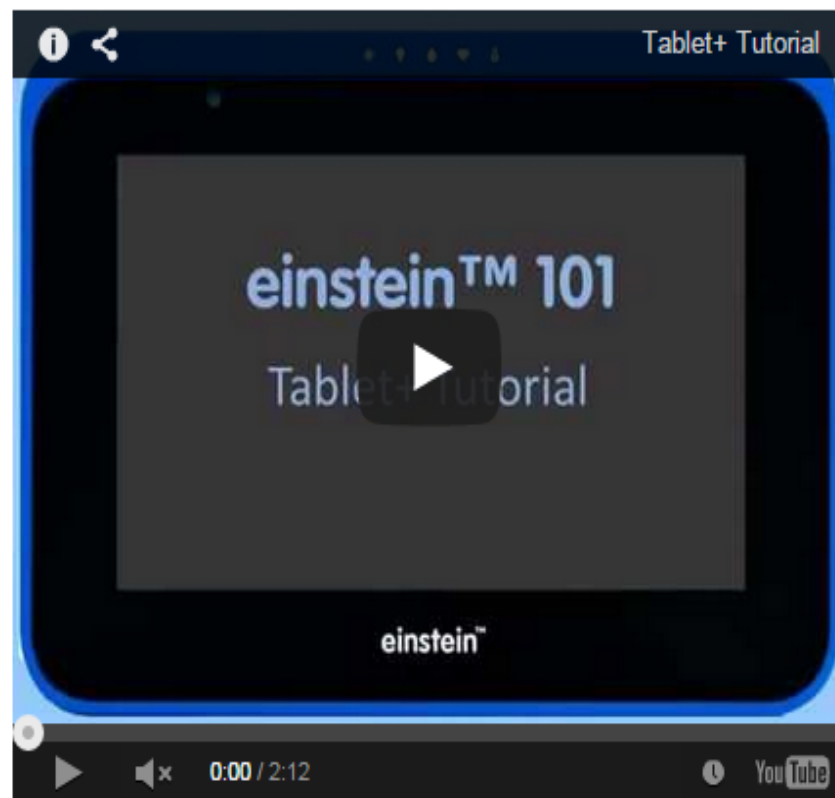 Tablet+ Tutorial
einstein™ 101
Tablet+ Tutorial
einstein™
0:00 / 2:12
YouTube